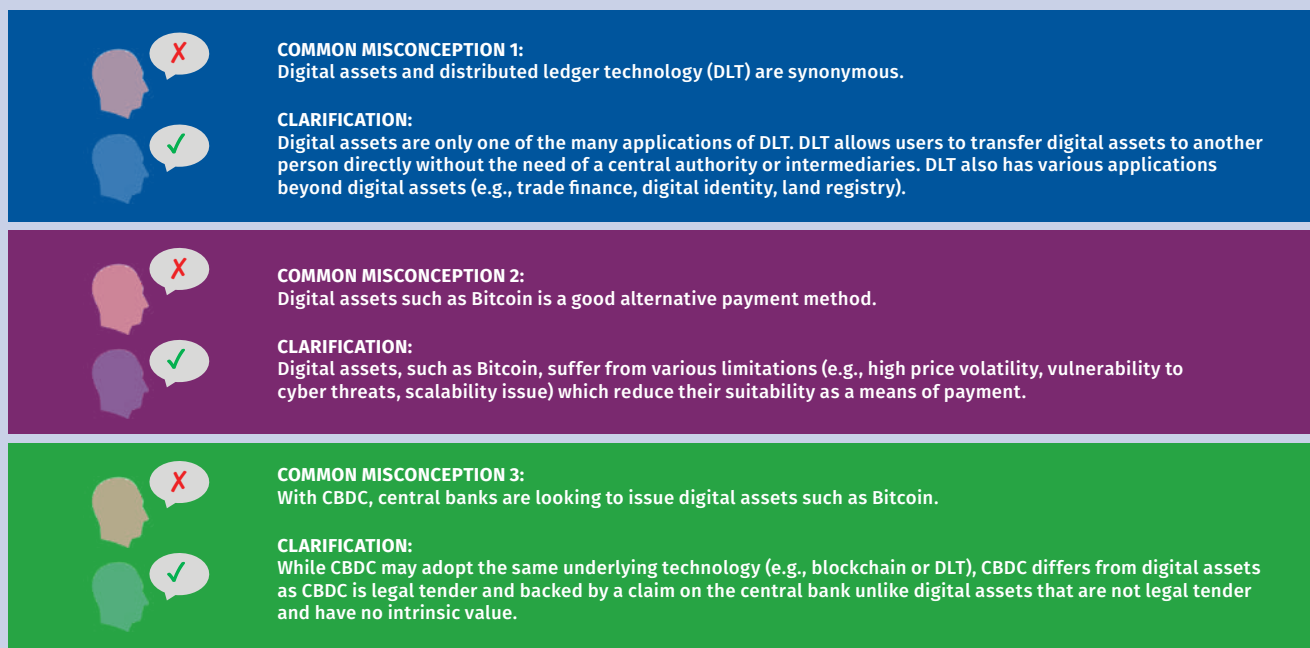 COMMON MISCONCEPTION 1:
Digital assets and distributed ledger technology (DLT) are synonymous.
CLARIFICATION:
Digital assets are only one of the many applications of DLT. DLT allows users to transfer digital assets to another
person directly without the need of a central authority or intermediaries. DLT also has various applications
beyond digital assets (e.g., trade finance, digital identity, land registry).
COMMON MISCONCEPTION 2:
Digital assets such as Bitcoin is a good alternative payment method.
CLARIFICATION:
Digital assets, such as Bitcoin, suffer from various limitations (e.g., high price volatility, vulnerability to
cyber threats, scalability issue) which reduce their suitability as a means of payment.
COMMON MISCONCEPTION 3:
With CBDC, central banks are looking to issue digital assets such as Bitcoin.
CLARIFICATION:
While CBDC may adopt the same underlying technology (e.g., blockchain or DLT), CBDC differs from digital assets
as CBDC is legal tender and backed by a claim on the central bank unlike digital assets that are not legal tender
and have no intrinsic value.